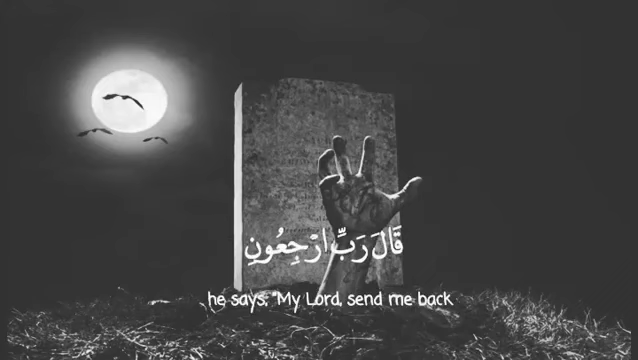 قَالَ رَبِّ ارْجِعُونِ
he says, "My Lord, send me back